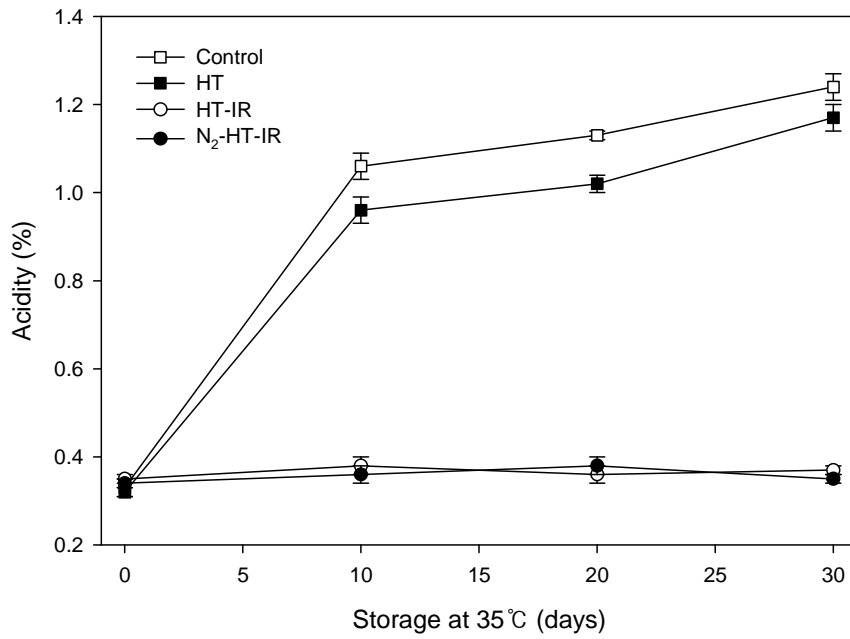 1.4
1.2
1.0
0.8
0.6
0.4
0.2
Acidity (%)
Control
HT
HT-IR
N₂-HT-IR
0 5 10 15 20 25 30
Storage at 35℃ (days)